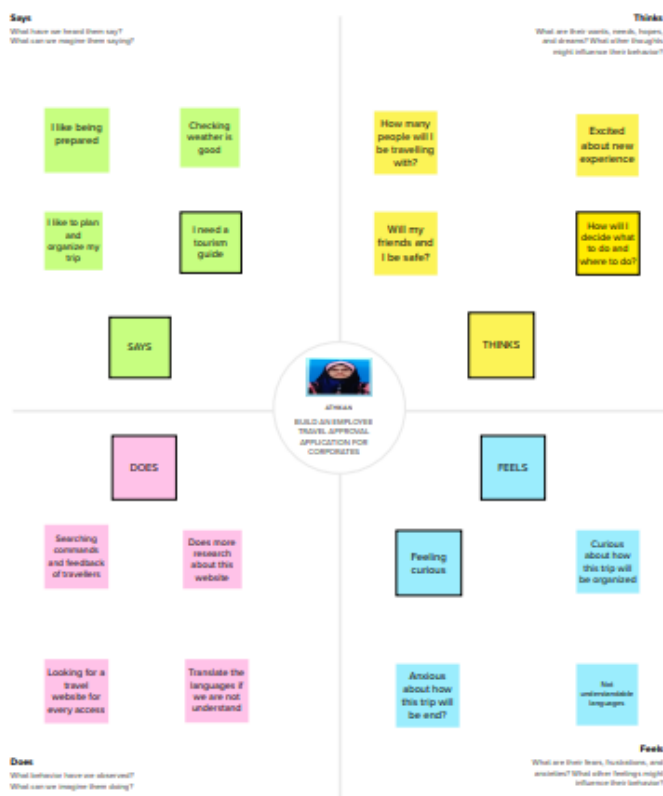 Says
What have we heard them say?
What can we imagine them saying?
Thinks
What are their wants, needs, hopes,
and dreams? What other thoughts
might influence their behavior?
I like being
prepared
Checking
weather is
good
I like to plan
and
organize my
trip
I need a
tourism
guide
SAYS
How many
people will I
be travelling
with?
Excited
about new
experience
Will my
friends and
I be safe?
How will I
decide what
to do and
where to do?
THINKS
BUILD AN EMPLOYEE
TRAVEL APPROVAL
APPLICATION FOR
CORPORATES
DOES
Searching
commands
and feedback
of travellers
Does more
research
about this
website
Looking for a
travel
website for
every access
Translate the
languages if
we are not
understand
FEELS
Feeling
curious
Curious
about how
this trip will
be organized
Anxious
about how
this trip will
be end?
Not
understandable
languages
Does
What behavior have we observed?
What can we imagine them doing?
Feels
What are their fears, frustrations, and
anxieties? What other feelings might
influence their behavior?